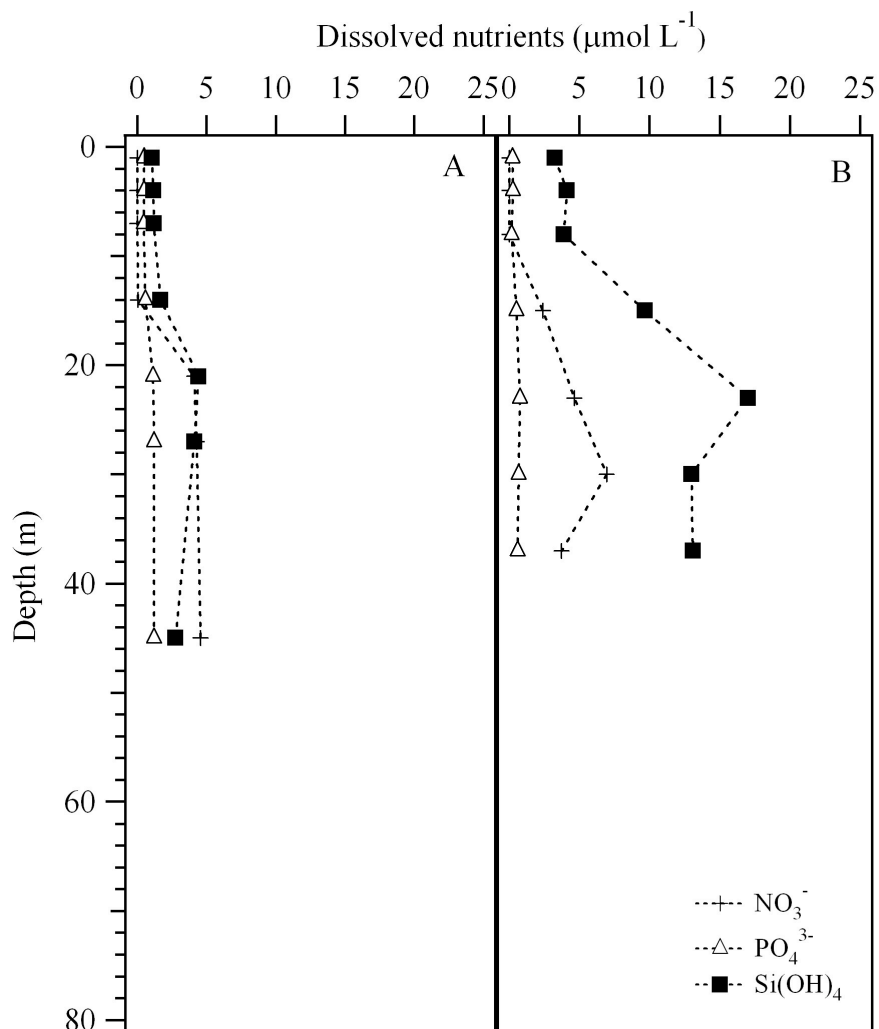 Dissolved nutrients (μmol L⁻¹)
0 5 10 15 20 25 0 5 10 15 20 25
A
B
0
20
40
60
80
Depth (m)
NO₃⁻
PO₄³⁻
Si(OH)₄